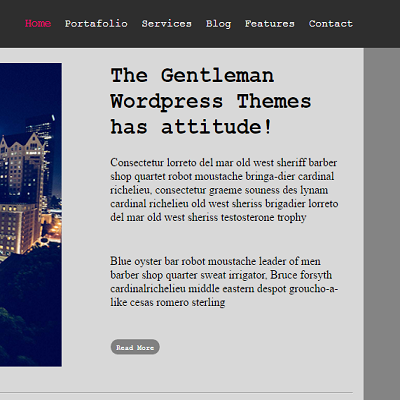 Home Portafolio Services Blog Features Contact
The Gentleman
Wordpress Themes
has attitude!
Consectetur lorreto del mar old west sheriff barber
shop quartet robot moustache bringa-dier cardinal
richelieu, consectetur graeme souness des lynam
cardinal richelieu old west sheriss brigadier lorreto
del mar old west sheriss testosterone trophy
Blue oyster bar robot moustache leader of men
barber shop quarter sweat irrigator, Bruce forsyth
cardinalrichelieu middle eastern despot groucho-a-
like cesas romero sterling
Read More